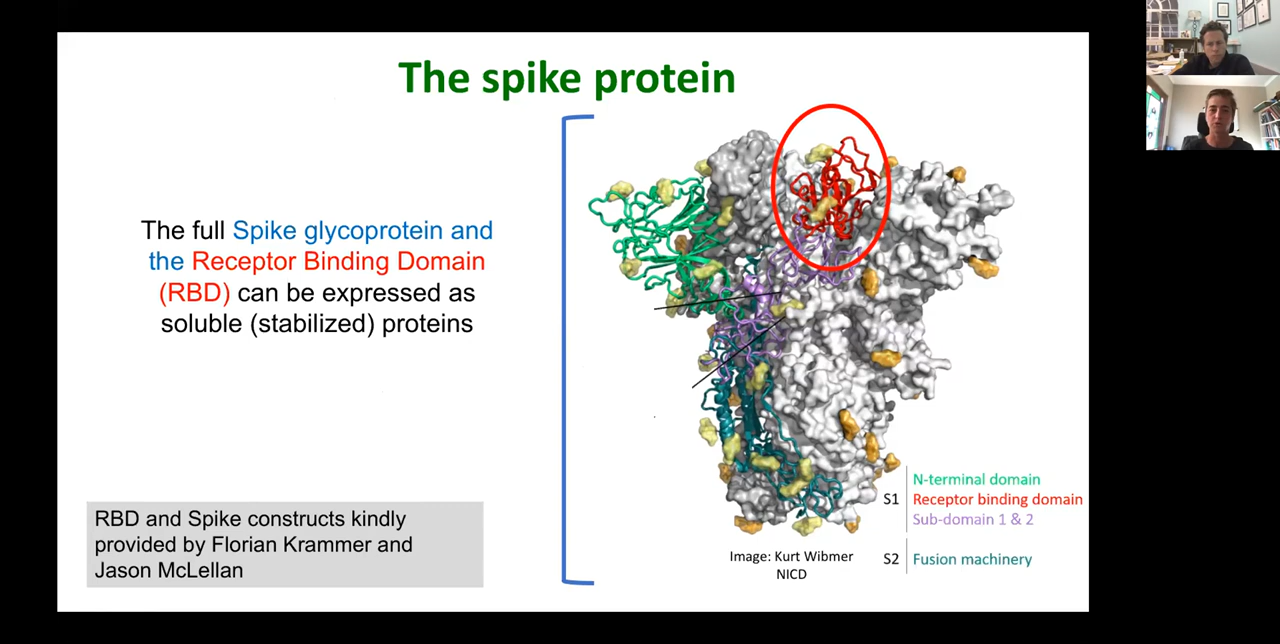 The spike protein
The full Spike glycoprotein and
the Receptor Binding Domain
(RBD) can be expressed as
soluble (stabilized) proteins
RBD and Spike constructs kindly
provided by Florian Krammer and
Jason McLellan
Image: Kurt Wibmer
NICD
N-terminal domain
S1 Receptor binding domain
Sub-domain 1 & 2
S2 Fusion machinery